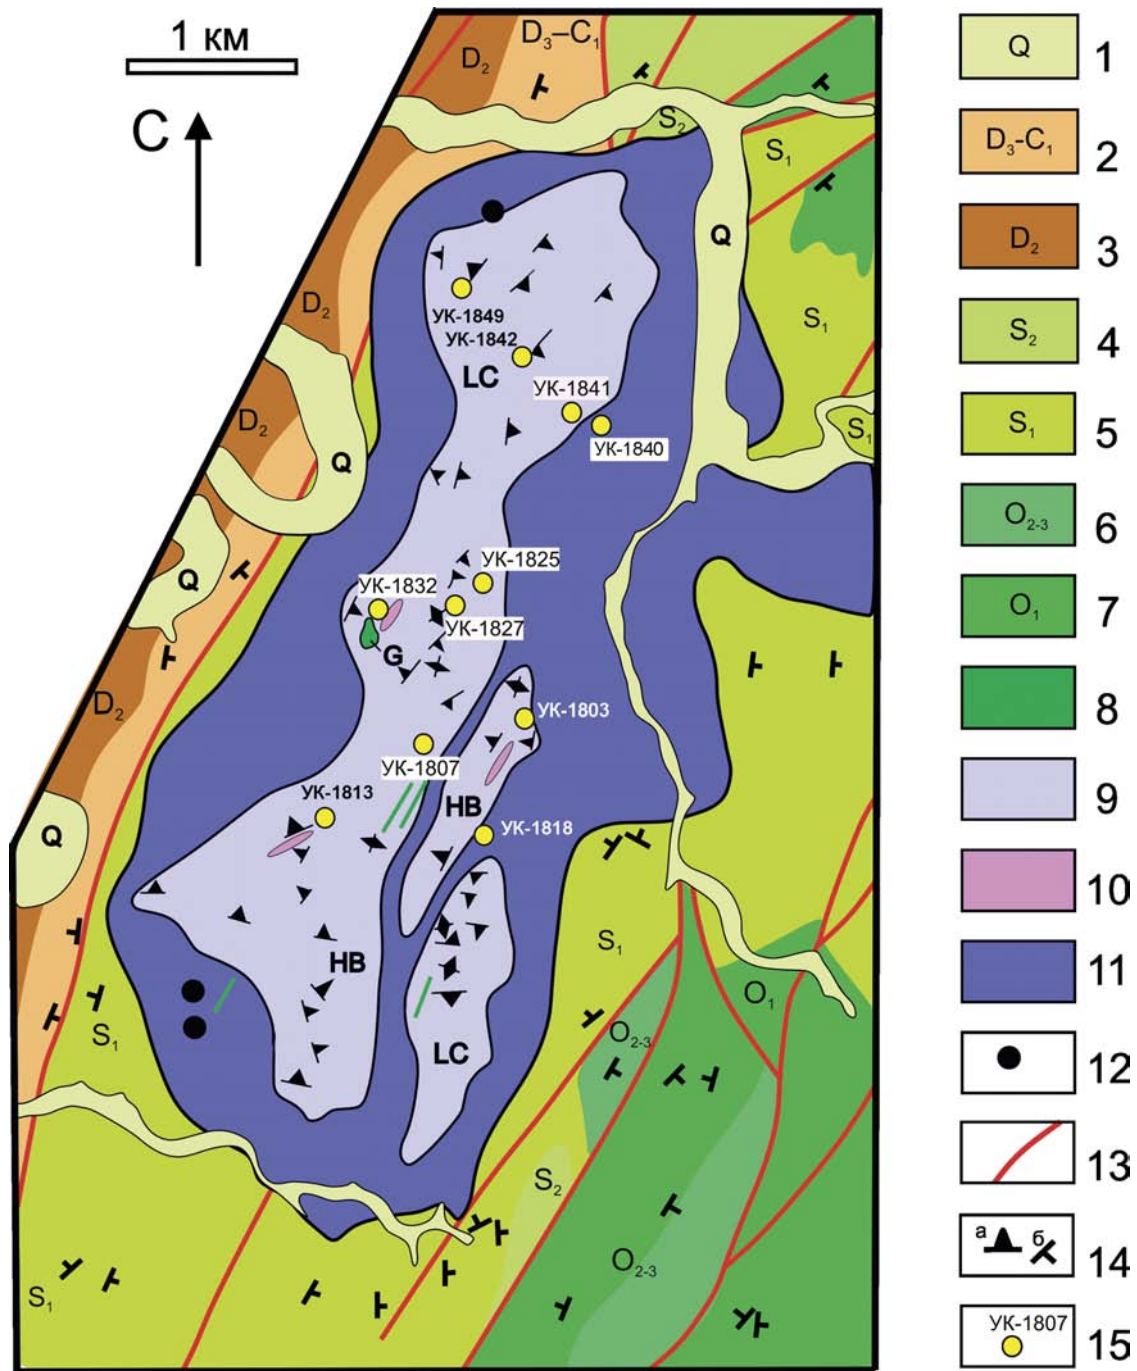 1 км
С
D₂
D₃–C₁
S₂
S₁
Q
S₁
D₂
УК-1849
УК-1842
LC
УК-1841
УК-1840
D₂
Q
S₁
Q
УК-1825
УК-1832
УК-1827
G
D₂
УК-1803
УК-1807
УК-1813
HB
УК-1818
Q
HB
S₁
O₁
S₁
O₂₋₃
LC
S₂
O₂₋₃
S₁
Q 1
D₃-C₁ 2
D₂ 3
S₂ 4
S₁ 5
O₂₋₃ 6
O₁ 7
8
9
10
11
12
13
а б 14
УК-1807 15